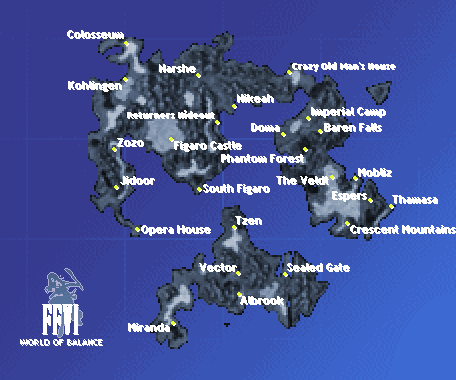 Colosseum
Narshe
Crazy Old Man's House
Kohlingen
Nikeah
Returners Hideout
Imperial Camp
Doma
Baren Falls
Zozo
Figaro Castle
Phantom Forest
Jidoor
South Figaro
The Veldt
Mobliz
Espers
Thamasa
Opera House
Tzen
Crescent Mountains
Vector
Sealed Gate
Albrook
Miranda
FFVI
WORLD OF BALANCE